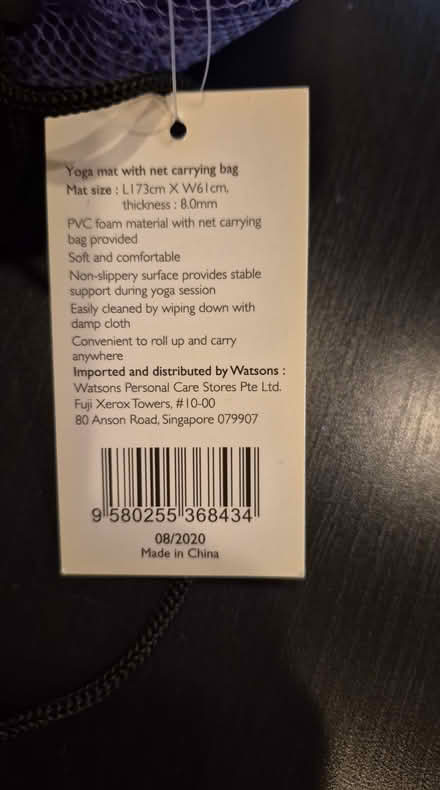 Yoga mat with net carrying bag
Mat size : L173cm X W61cm,
thickness : 8.0mm
PVC foam material with net carrying
bag provided
Soft and comfortable
Non-slippery surface provides stable
support during yoga session
Easily cleaned by wiping down with
damp cloth
Convenient to roll up and carry
anywhere
Imported and distributed by Watsons :
Watsons Personal Care Stores Pte Ltd.
Fuji Xerox Towers, #10-00
80 Anson Road, Singapore 079907
9 580255 368434
08/2020
Made in China